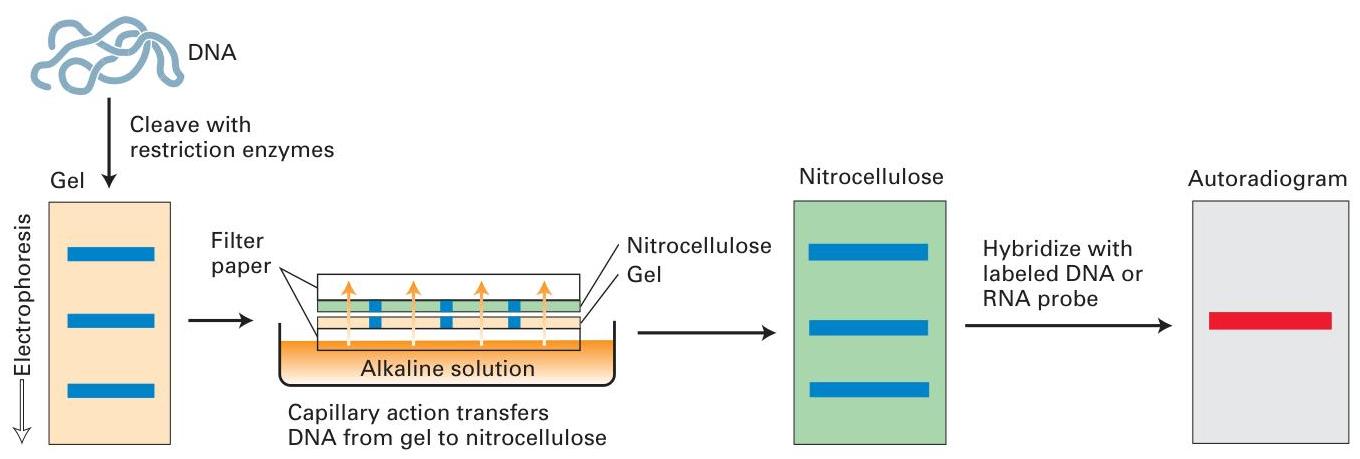 DNA
Cleave with
restriction enzymes
Gel
Electrophoresis
Filter
paper
Nitrocellulose
Gel
Alkaline solution
Capillary action transfers
DNA from gel to nitrocellulose
Nitrocellulose
Hybridize with
labeled DNA or
RNA probe
Autoradiogram